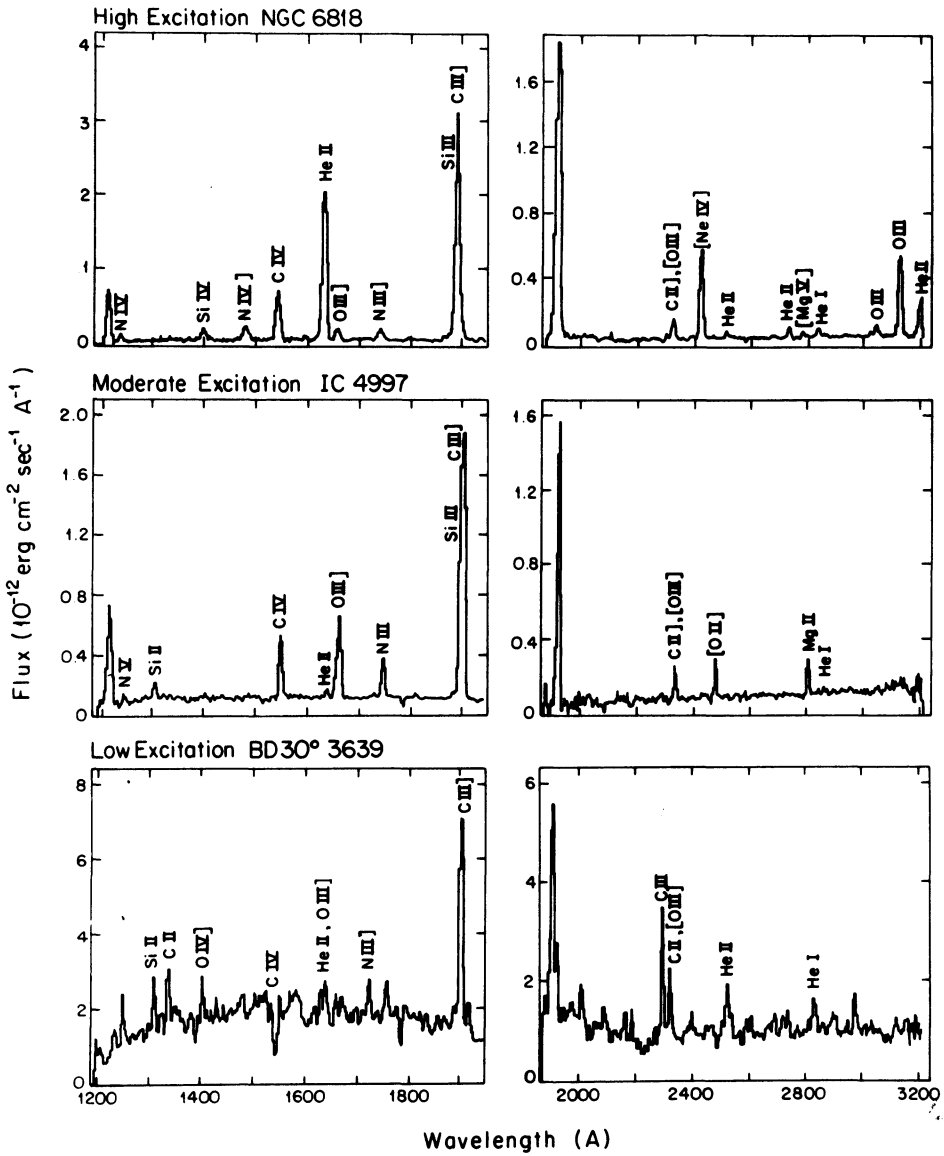 High Excitation NGC 6818
4
3
2
1
0
N IV
Si IV
N IV]
C IV
He II
O III]
N III]
Si III
C III]
1.6
1.2
0.8
0.4
0
C II],[O III]
[Ne IV]
He II
He II
[Mg V]
He I
O III
O III
He II
Flux (10⁻¹² erg cm⁻² sec⁻¹ A⁻¹)
Moderate Excitation IC 4997
2.0
1.6
1.2
0.8
0.4
0
N V
Si II
C IV
He II
O III]
N III
Si III
C III]
1.6
1.2
0.8
0.4
0
C II],[O III]
[O II]
Mg II
He I
Low Excitation BD30° 3639
8
6
4
2
0
Si II
C II
O IV]
C IV
He II, O III]
N III]
C III]
6
4
2
0
C III
C II,[O III]
He II
He I
1200 1400 1600 1800
2000 2400 2800 3200
Wavelength (A)